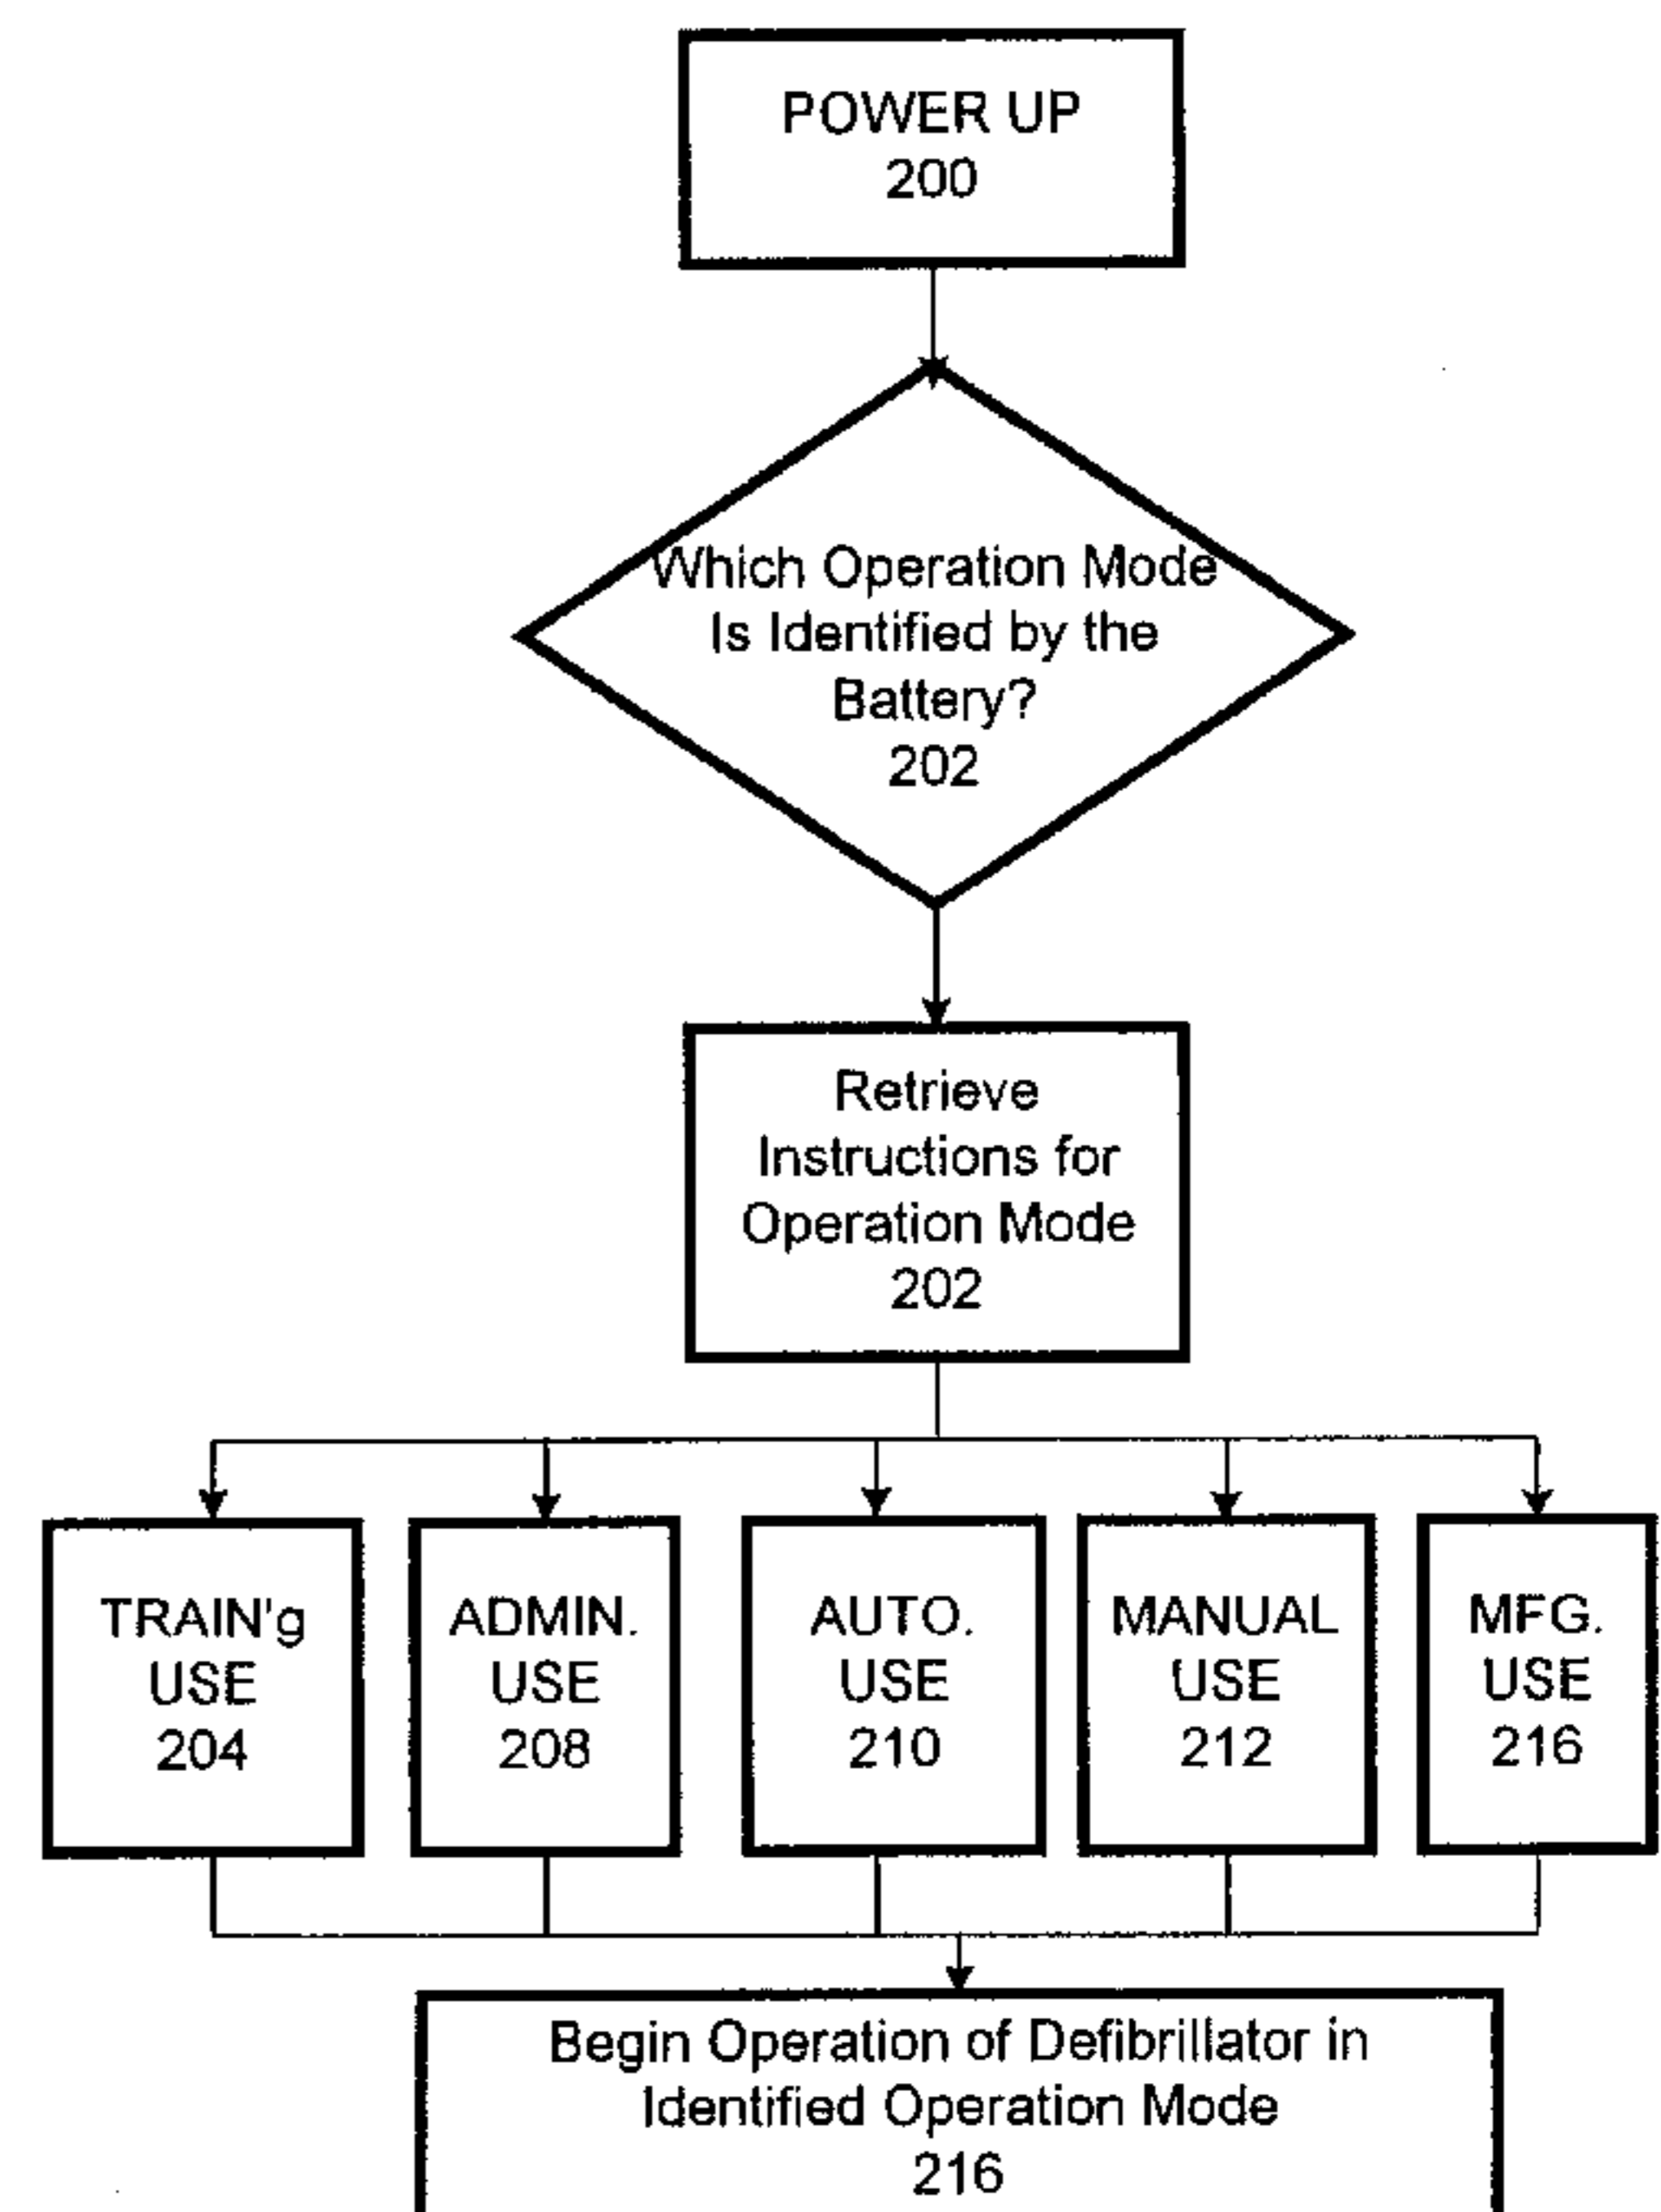 POWER UP
200
Which Operation Mode
Is Identified by the
Battery?
202
Retrieve
Instructions for
Operation Mode
202
TRAIN'g
USE
204
ADMIN.
USE
208
AUTO.
USE
210
MANUAL
USE
212
MFG.
USE
216
Begin Operation of Defibrillator in
Identified Operation Mode
216